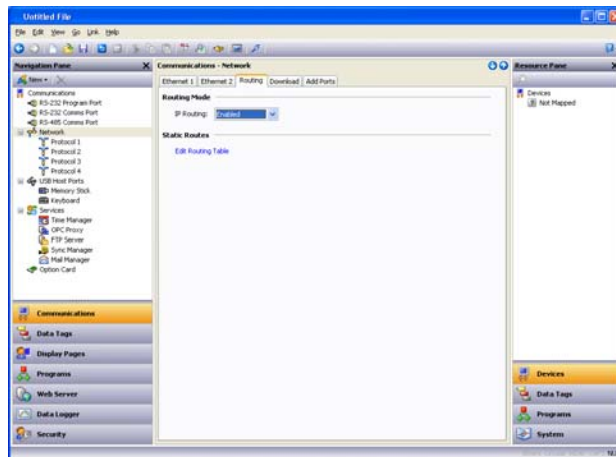 Untitled File
File Edit View Go Link Help
Navigation Pane
New
Communications
RS-232 Program Port
RS-232 Comms Port
RS-485 Comms Port
Network
Protocol 1
Protocol 2
Protocol 3
Protocol 4
USB Host Ports
Memory Stick
Keyboard
Services
Time Manager
OPC Proxy
FTP Server
Sync Manager
Mail Manager
Option Card
Communications
Data Tags
Display Pages
Programs
Web Server
Data Logger
Security
Communications - Network
Ethernet 1 Ethernet 2 Routing Download Add Ports
Routing Mode
IP Routing: Enabled
Static Routes
Edit Routing Table
Resource Pane
Devices
Not Mapped
Devices
Data Tags
Programs
System